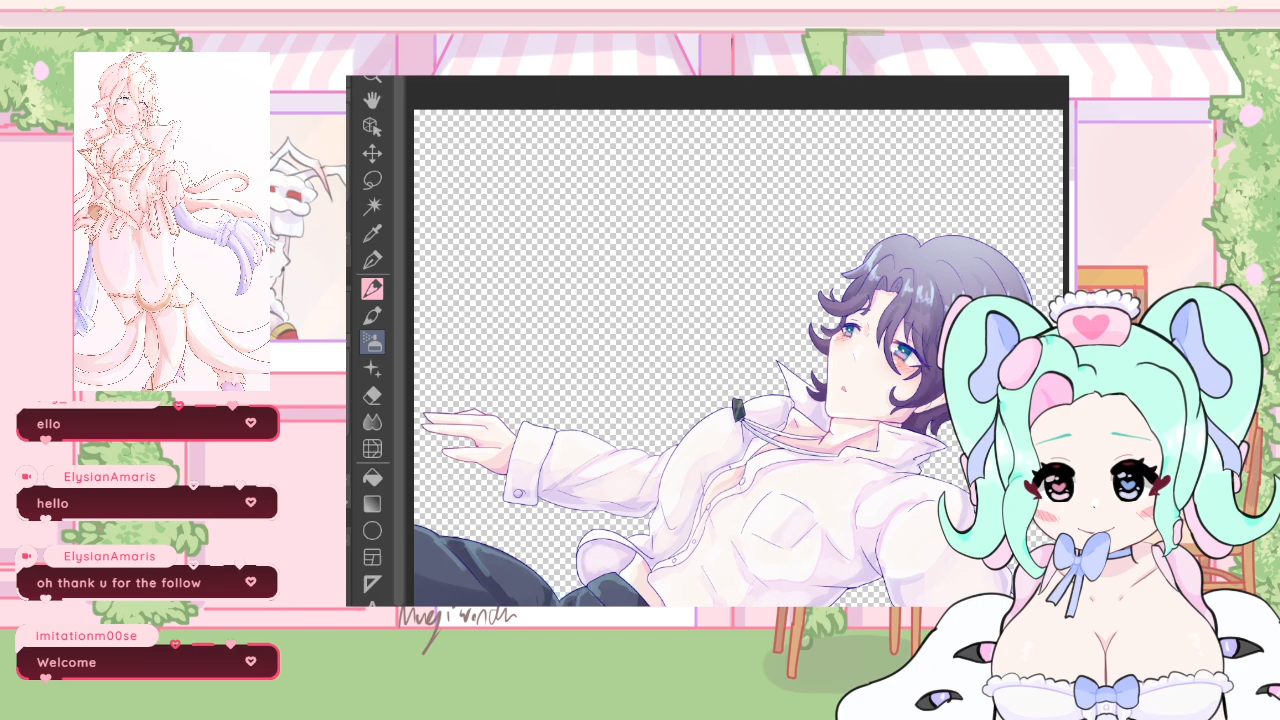 ello
ElysianAmaris
hello
ElysianAmaris
oh thank u for the follow
imitationm00se
Welcome